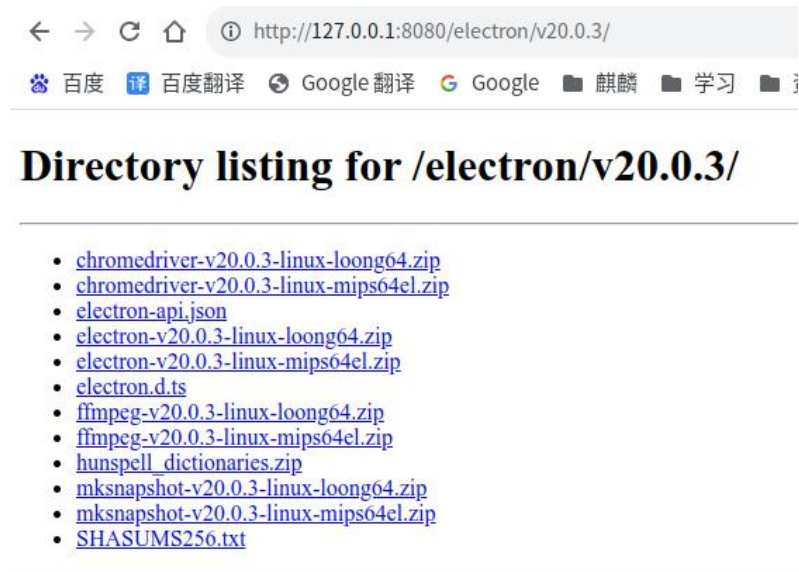 http://127.0.0.1:8080/electron/v20.0.3/
百度 译 百度翻译 Google 翻译 G Google 麒麟 学习
Directory listing for /electron/v20.0.3/
chromedriver-v20.0.3-linux-loong64.zip
chromedriver-v20.0.3-linux-mips64el.zip
electron-api.json
electron-v20.0.3-linux-loong64.zip
electron-v20.0.3-linux-mips64el.zip
electron.d.ts
ffmpeg-v20.0.3-linux-loong64.zip
ffmpeg-v20.0.3-linux-mips64el.zip
hunspell_dictionaries.zip
mksnapshot-v20.0.3-linux-loong64.zip
mksnapshot-v20.0.3-linux-mips64el.zip
SHASUMS256.txt